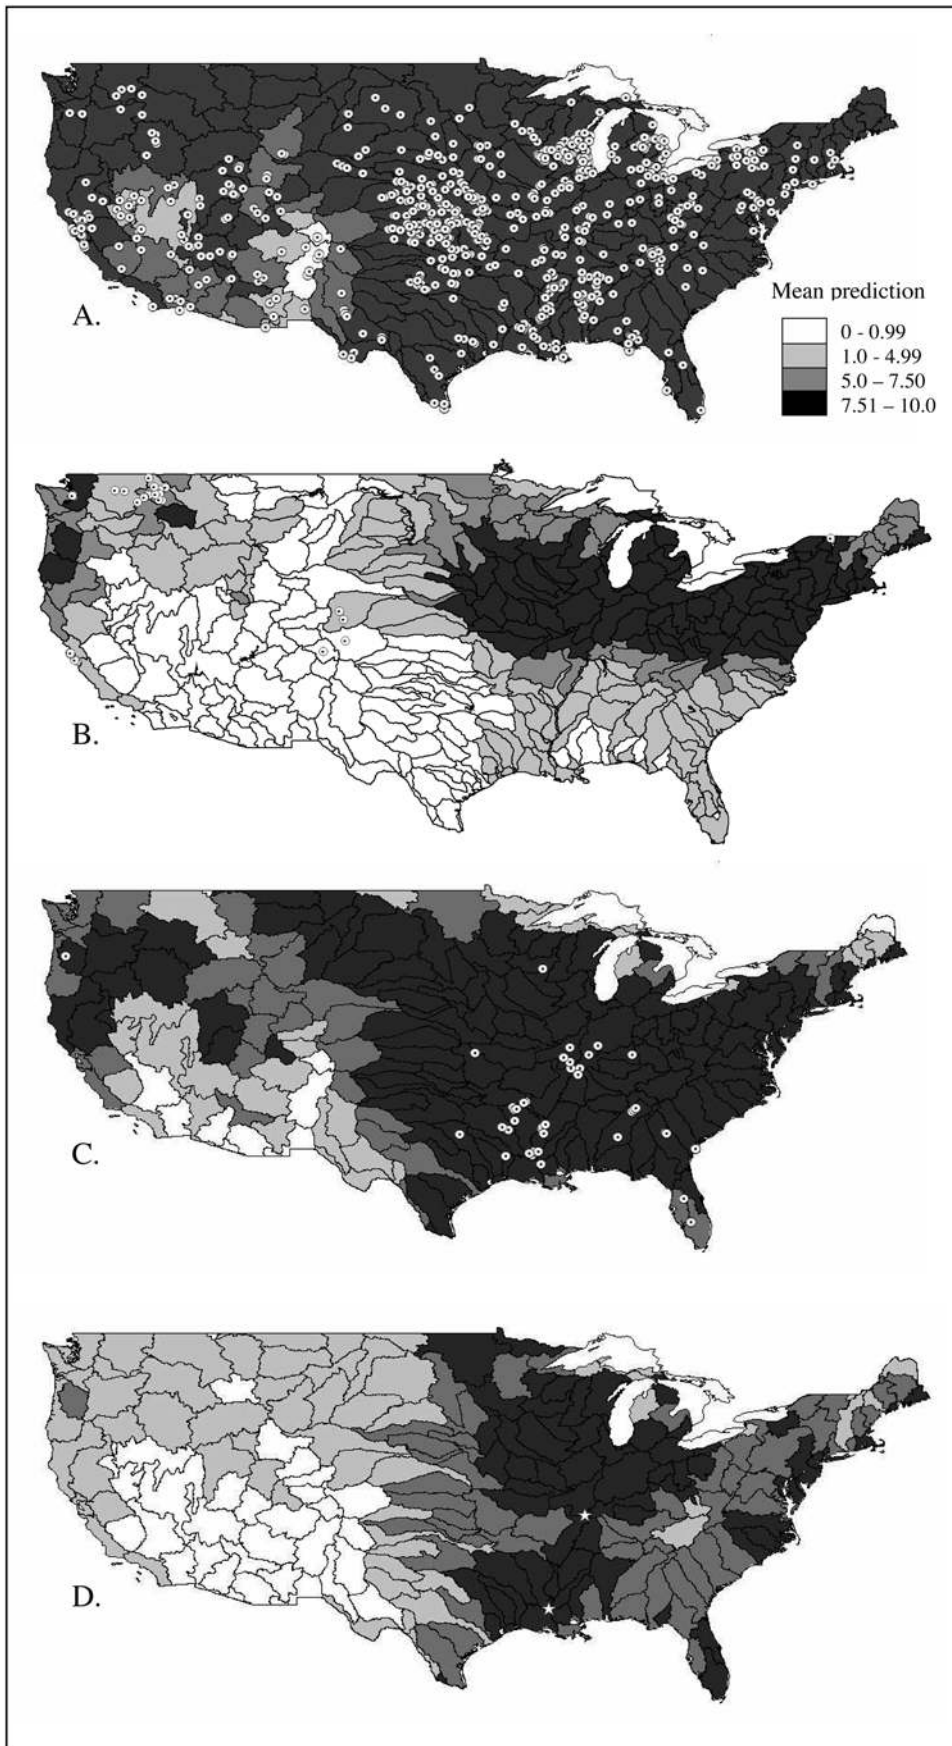 A.
Mean prediction
0 - 0.99
1.0 - 4.99
5.0 – 7.50
7.51 – 10.0
B.
C.
D.